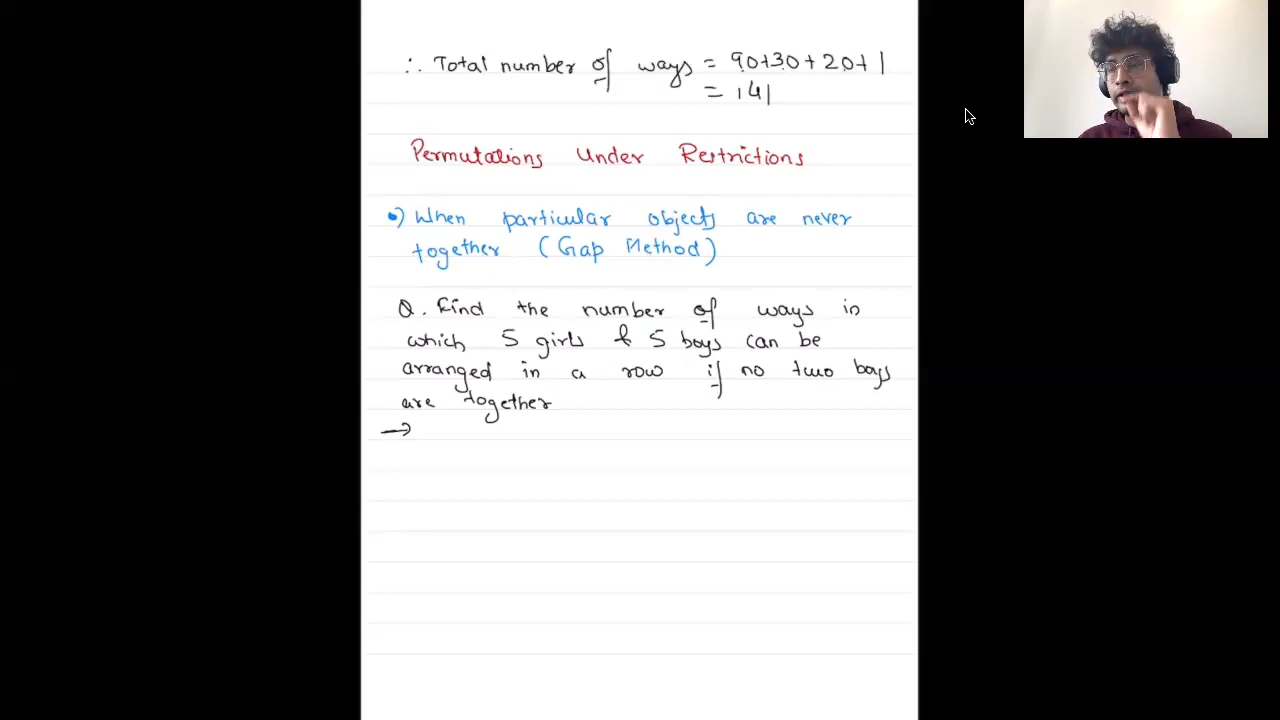 ∴ Total number of ways = 90+30+20+1
= 141
Permutations Under Restrictions
•) When particular objects are never
together (Gap Method)
Q. Find the number of ways in
which 5 girls & 5 boys can be
arranged in a row if no two boys
are together
→